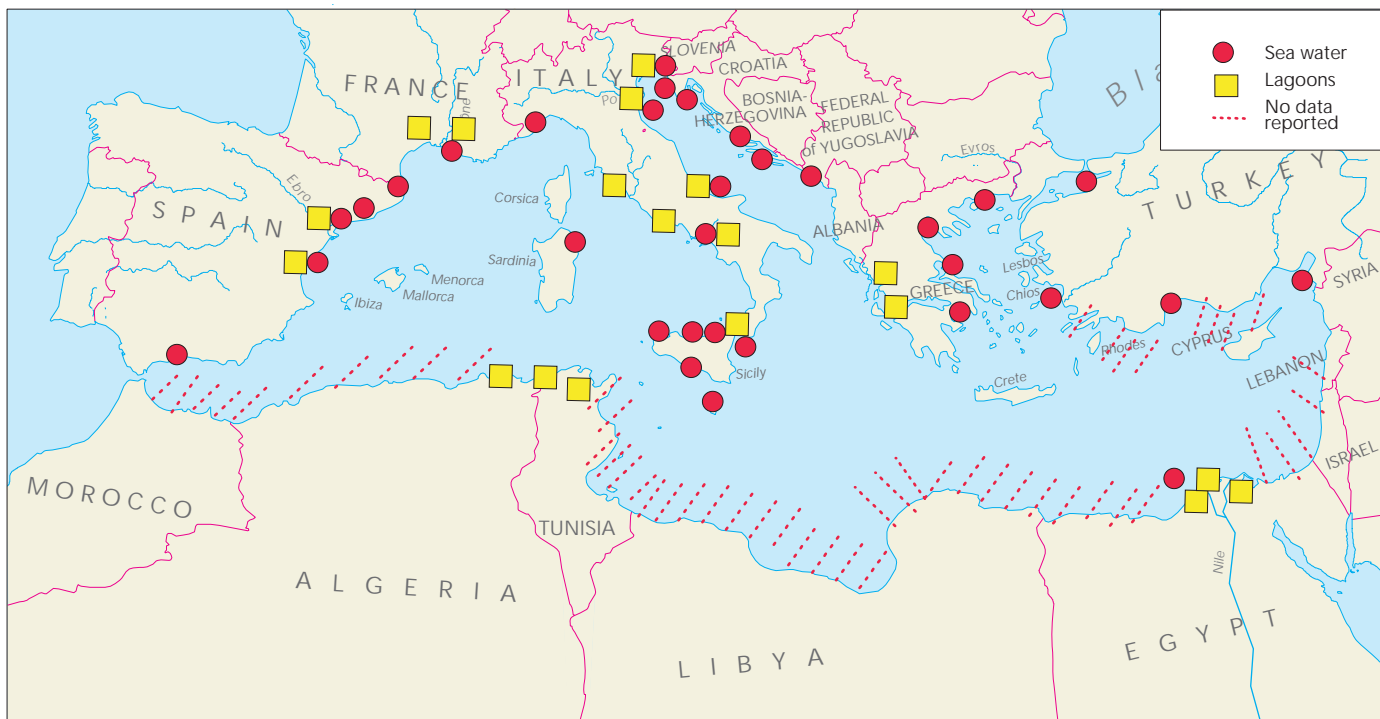 Sea water
Lagoons
No data
reported
SLOVENIA
CROATIA
FRANCE
ITALY
BOSNIA-
HERZEGOVINA
FEDERAL
REPUBLIC
of YUGOSLAVIA
Po
Evros
TURKEY
Ebro
SPAIN
Corsica
Sardinia
Menorca
Mallorca
Ibiza
ALBANIA
GREECE
Lesbos
Chios
Rhodes
Crete
CYPRUS
SYRIA
LEBANON
ISRAEL
Sicily
MOROCCO
ALGERIA
TUNISIA
LIBYA
EGYPT
Nile